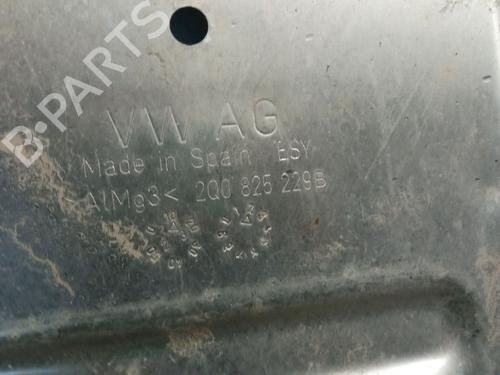 B-PARTS
VW AG
Made in Spain ESY
>AlMg3< 2Q0 825 229B